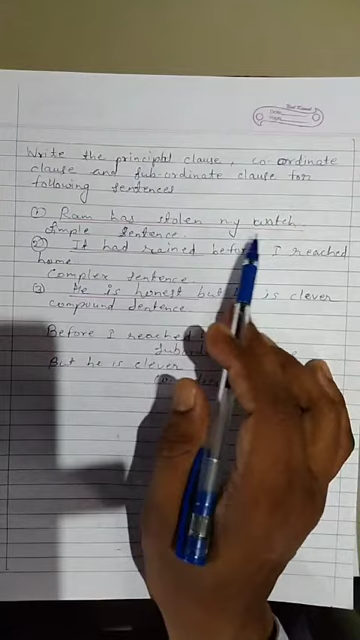 Write the principal clause, co-ordinate
clause and sub-ordinate clause for
following sentences
(1) Ram has stolen my watch
Simple sentence.
(2) It had rained before I reached
home
Complex sentence
(3) He is honest but is clever
compound sentence
Before I reached
But he is clever